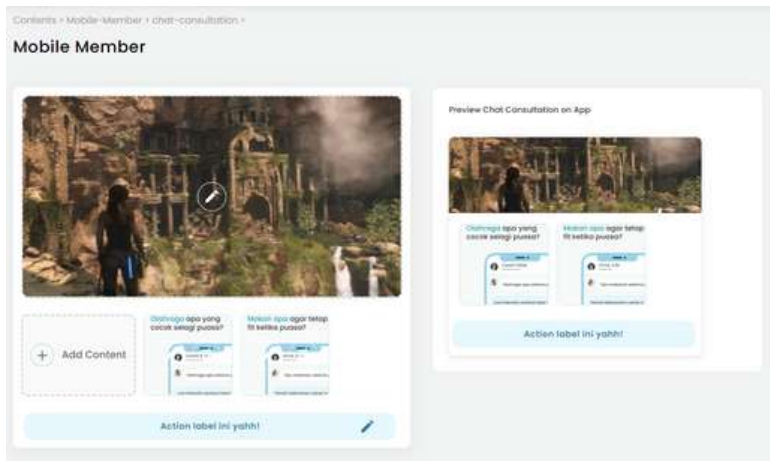 Contents > Mobile-Member > chat-consultation >
Mobile Member
Preview Chat Consultation on App
Olahraga apa yang
cocok selagi puasa?
Makan apa agar tetap
fit ketika puasa?
Action label ini yahh!
Add Content
Olahraga apa yang
cocok selagi puasa?
Makan apa agar tetap
fit ketika puasa?
Action label ini yahh!